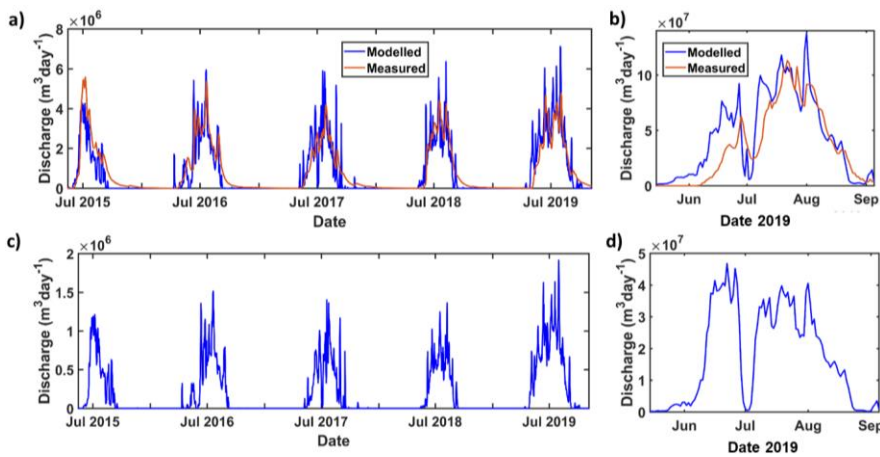 a)
×10⁶
8
6
4
2
0
Discharge (m³day⁻¹)
Modelled
Measured
Jul 2015 Jul 2016 Jul 2017 Jul 2018 Jul 2019
Date
b)
×10⁷
10
5
0
Discharge (m³day⁻¹)
Modelled
Measured
Jun Jul Aug Sep
Date 2019
c)
×10⁶
2
1.5
1
0.5
0
Discharge (m³day⁻¹)
Jul 2015 Jul 2016 Jul 2017 Jul 2018 Jul 2019
Date
d)
×10⁷
5
4
3
2
1
0
Discharge (m³day⁻¹)
Jun Jul Aug Sep
Date 2019